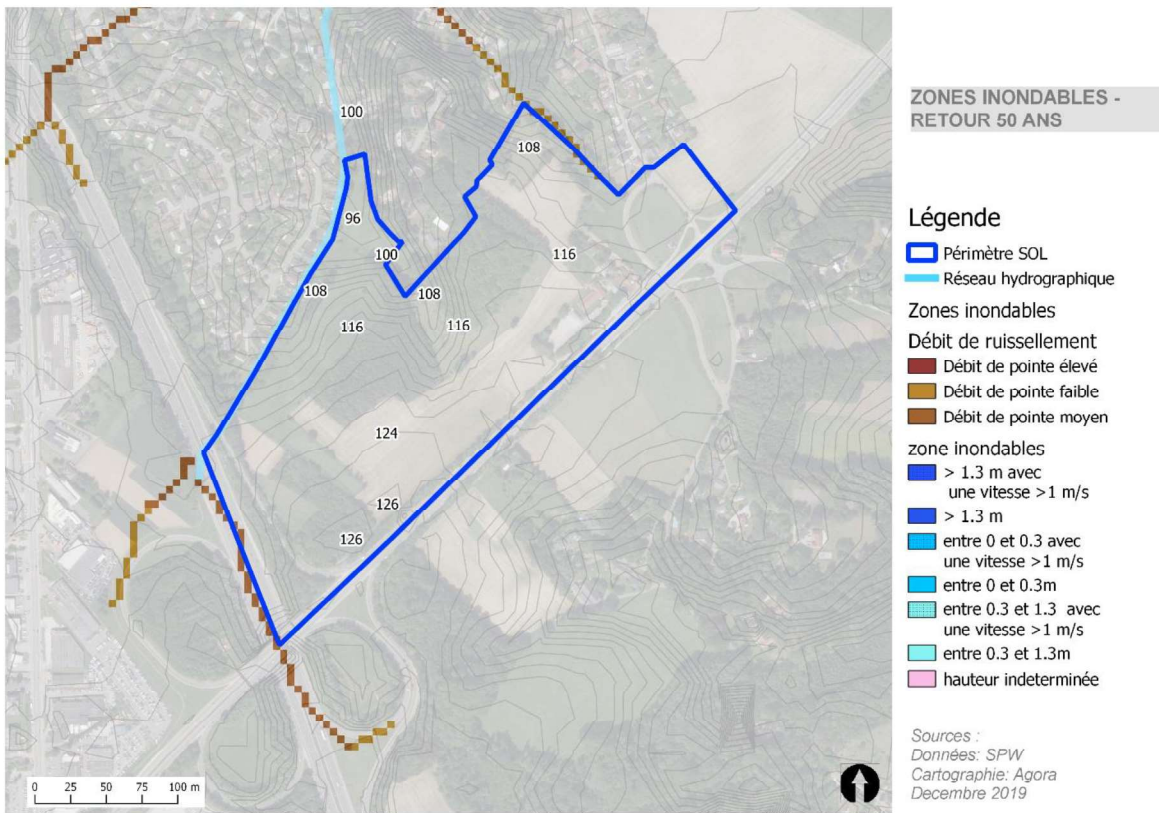 100
108
96
100
116
108
108
116
116
124
126
126
0 25 50 75 100 m
ZONES INONDABLES -
RETOUR 50 ANS
Légende
Périmètre SOL
Réseau hydrographique
Zones inondables
Débit de ruissellement
Débit de pointe élevé
Débit de pointe faible
Débit de pointe moyen
zone inondables
> 1.3 m avec
une vitesse >1 m/s
> 1.3 m
entre 0 et 0.3 avec
une vitesse >1 m/s
entre 0 et 0.3m
entre 0.3 et 1.3 avec
une vitesse >1 m/s
entre 0.3 et 1.3m
hauteur indeterminée
Sources :
Données: SPW
Cartographie: Agora
Decembre 2019